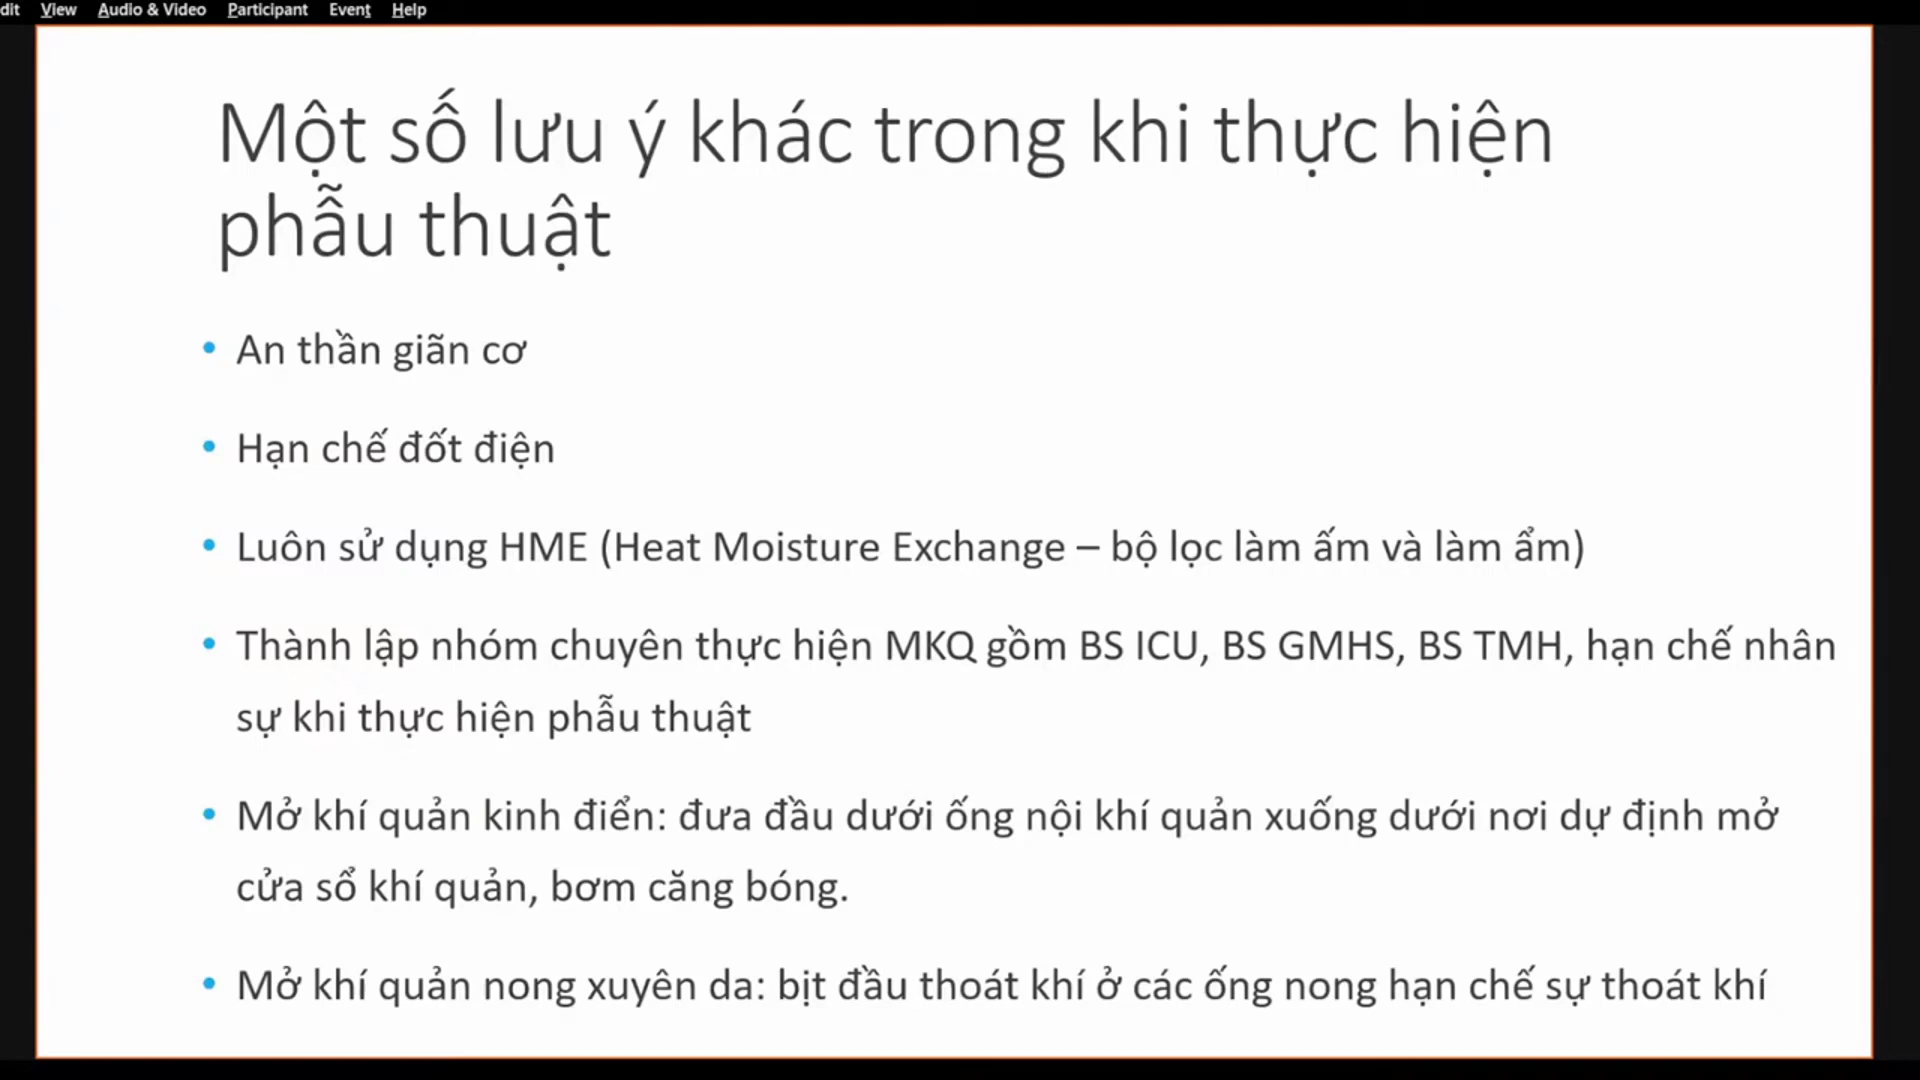 dit View Audio & Video Participant Event Help
Một số lưu ý khác trong khi thực hiện
phẫu thuật
• An thần giãn cơ
• Hạn chế đốt điện
• Luôn sử dụng HME (Heat Moisture Exchange – bộ lọc làm ấm và làm ẩm)
• Thành lập nhóm chuyên thực hiện MKQ gồm BS ICU, BS GMHS, BS TMH, hạn chế nhân
sự khi thực hiện phẫu thuật
• Mở khí quản kinh điển: đưa đầu dưới ống nội khí quản xuống dưới nơi dự định mở
cửa sổ khí quản, bơm căng bóng.
• Mở khí quản nong xuyên da: bịt đầu thoát khí ở các ống nong hạn chế sự thoát khí